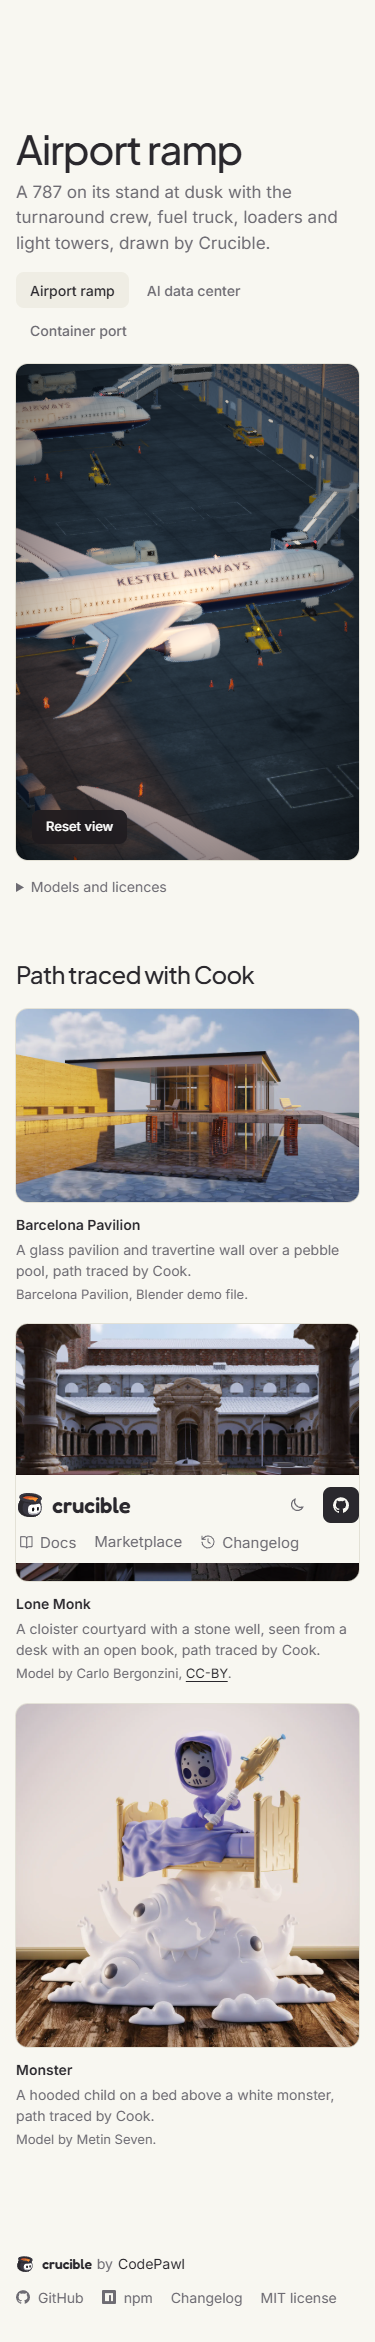 Airport ramp
A 787 on its stand at dusk with the
turnaround crew, fuel truck, loaders and
light towers, drawn by Crucible.
Airport ramp
AI data center
Container port
AIRWAYS
KESTREL AIRWAYS
Reset view
Models and licences
Path traced with Cook
Barcelona Pavilion
A glass pavilion and travertine wall over a pebble
pool, path traced by Cook.
Barcelona Pavilion, Blender demo file.
crucible
Docs
Marketplace
Changelog
Lone Monk
A cloister courtyard with a stone well, seen from a
desk with an open book, path traced by Cook.
Model by Carlo Bergonzini, CC-BY.
Monster
A hooded child on a bed above a white monster,
path traced by Cook.
Model by Metin Seven.
crucible by CodePawl
GitHub
npm
Changelog
MIT license